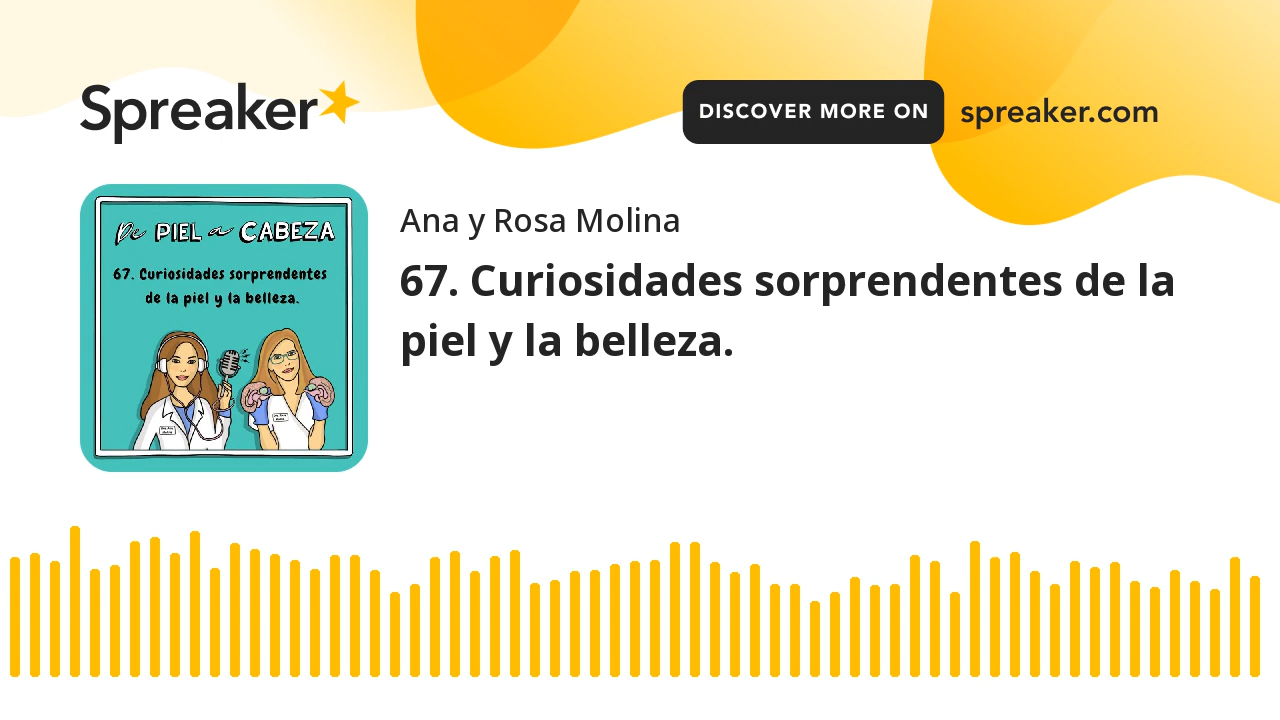 Spreaker
DISCOVER MORE ON
spreaker.com
De PIEL a CABEZA
67. Curiosidades sorprendentes
de la piel y la belleza.
Ana y Rosa Molina
67. Curiosidades sorprendentes de la
piel y la belleza.